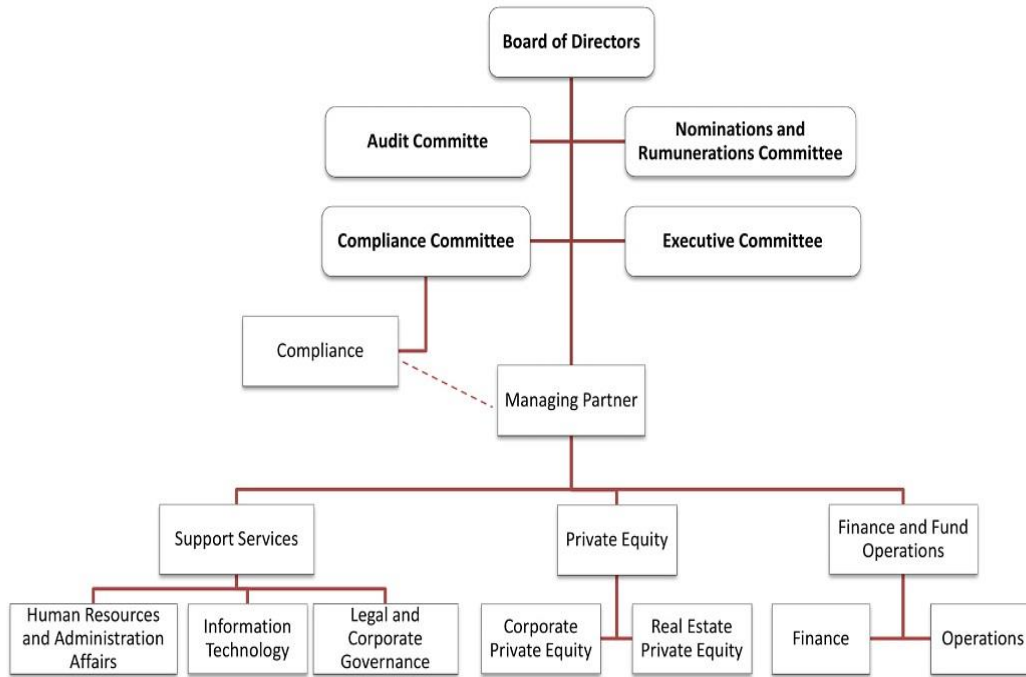 Board of Directors
Audit Committe
Nominations and
Rumunerations Committee
Compliance Committee
Executive Committee
Compliance
Managing Partner
Support Services
Private Equity
Finance and Fund
Operations
Human Resources
and Administration
Affairs
Information
Technology
Legal and
Corporate
Governance
Corporate
Private Equity
Real Estate
Private Equity
Finance
Operations